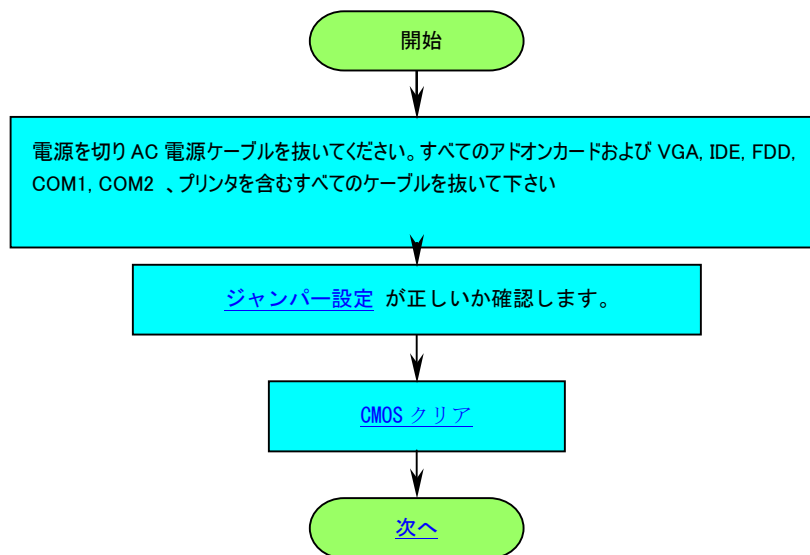 開始
電源を切り AC 電源ケーブルを抜いてください。すべてのアドオンカードおよび VGA, IDE, FDD,
COM1, COM2 、プリンタを含むすべてのケーブルを抜いて下さい
ジャンパー設定 が正しいか確認します。
CMOS クリア
次へ